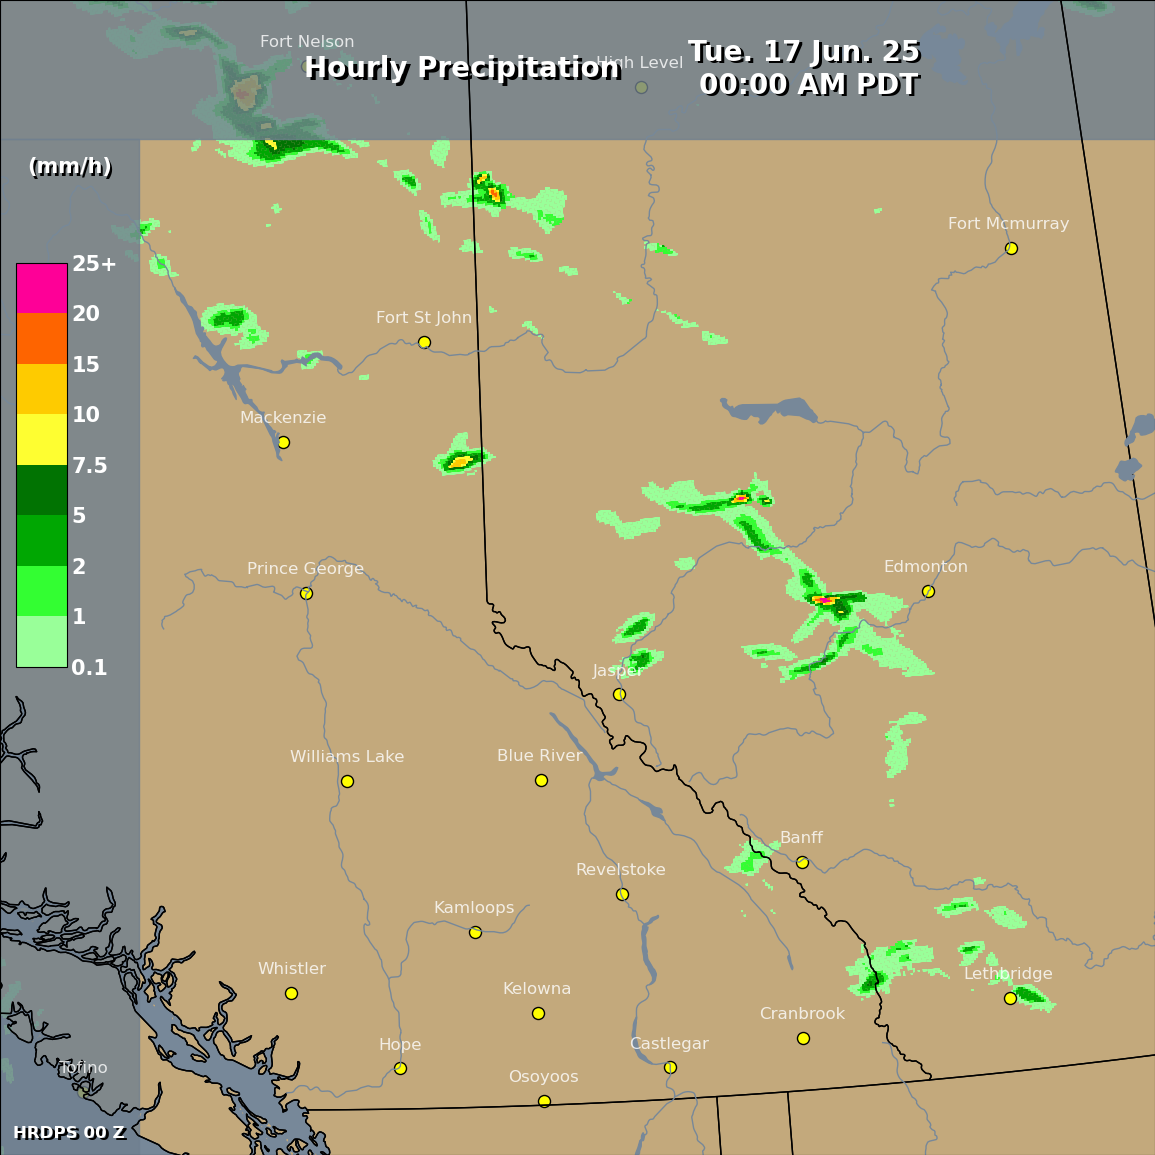 Fort Nelson
Hourly Precipitation
High Level
Tue. 17 Jun. 25
00:00 AM PDT
(mm/h)
25+
20
15
10
7.5
5
2
1
0.1
Fort Mcmurray
Fort St John
Mackenzie
Prince George
Edmonton
Jasper
Williams Lake
Blue River
Banff
Revelstoke
Kamloops
Whistler
Kelowna
Lethbridge
Cranbrook
Hope
Castlegar
Tofino
Osoyoos
HRDPS 00 Z